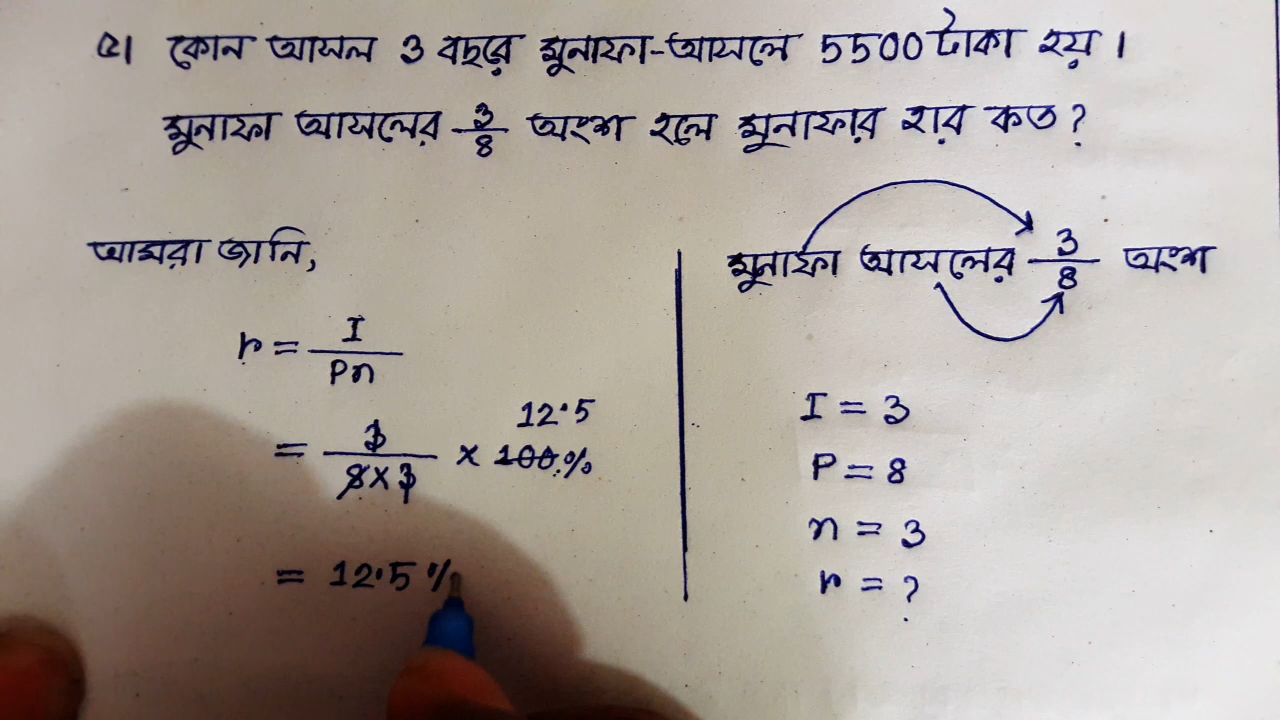 ৫। কোন আসল 3 বছরে মুনাফা-আসলে 5500 টাকা হয়।
মুনাফা আসলের 3/8 অংশ হলে মুনাফার হার কত?
আমরা জানি,
r = I/Pn
= 3/(8×3) × 100% 12.5
= 12.5%
মুনাফা আসলের 3/8 অংশ
I = 3
P = 8
n = 3
r = ?